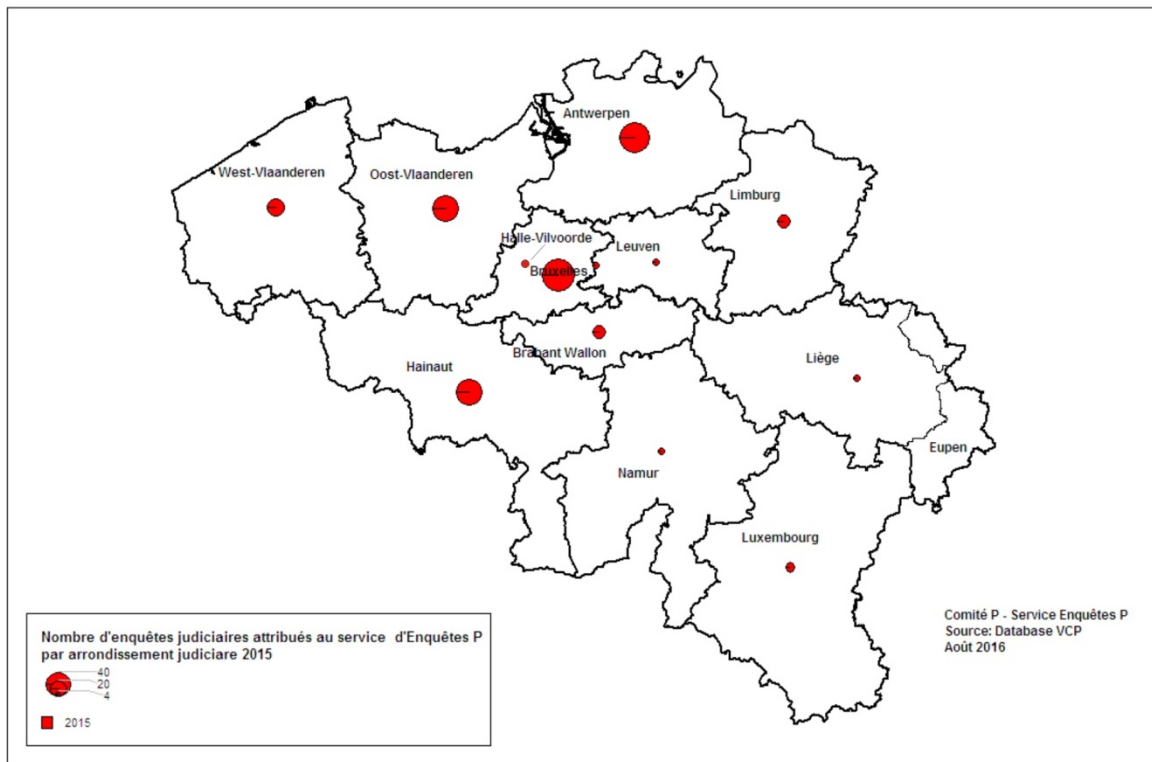 Antwerpen
West-Vlaanderen
Oost-Vlaanderen
Limburg
Halle-Vilvoorde
Leuven
Bruxelles
Brabant Wallon
Liège
Hainaut
Eupen
Namur
Luxembourg
Comité P - Service Enquêtes P
Source: Database VCP
Août 2016
Nombre d'enquêtes judiciaires attribués au service d'Enquêtes P
par arrondissement judiciare 2015
40
20
4
2015